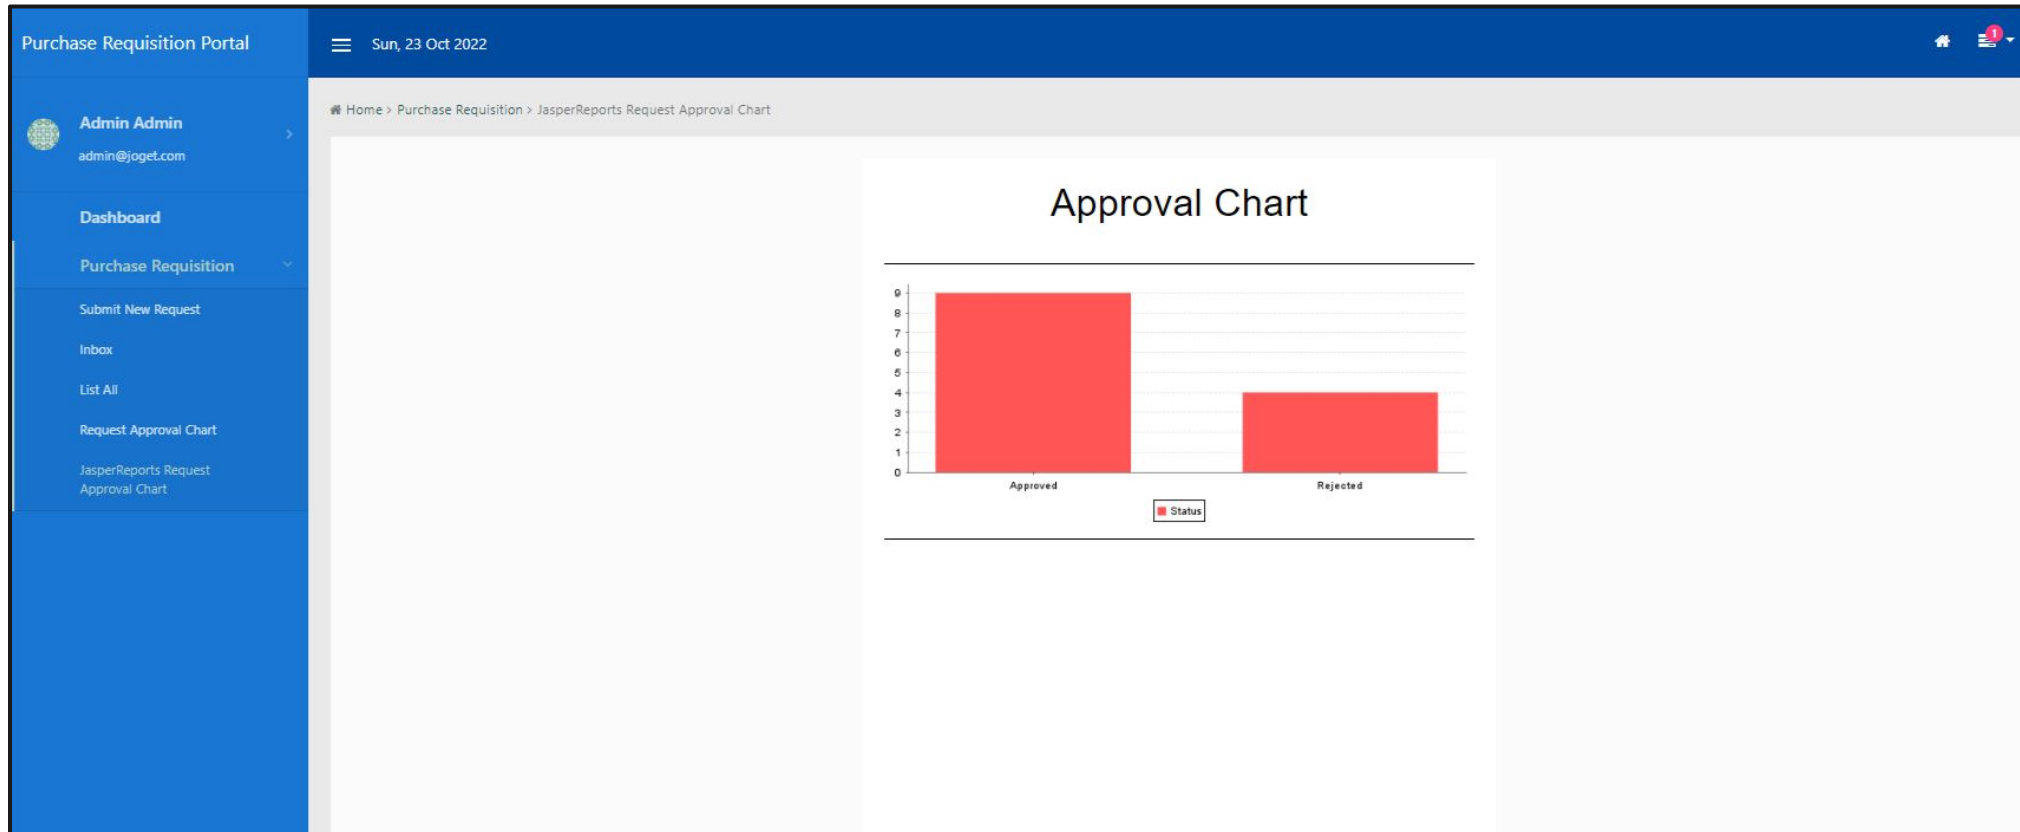 Purchase Requisition Portal
Sun, 23 Oct 2022
1
Admin Admin
admin@joget.com
Dashboard
Purchase Requisition
Submit New Request
Inbox
List All
Request Approval Chart
JasperReports Request
Approval Chart
Home > Purchase Requisition > JasperReports Request Approval Chart
Approval Chart
9
8
7
6
5
4
3
2
1
0
Approved Rejected
Status